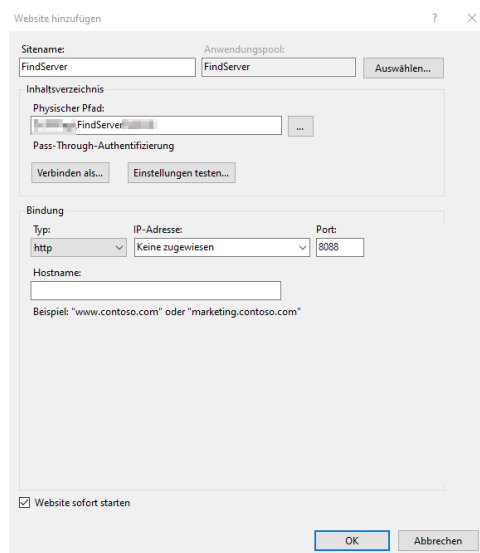 Website hinzufügen ? ×
Sitename: Anwendungspool:
FindServer FindServer Auswählen...
Inhaltsverzeichnis
Physischer Pfad:
FindServer ...
Pass-Through-Authentifizierung
Verbinden als... Einstellungen testen...
Bindung
Typ: IP-Adresse: Port:
http Keine zugewiesen 8088
Hostname:
Beispiel: "www.contoso.com" oder "marketing.contoso.com"
Website sofort starten
OK Abbrechen